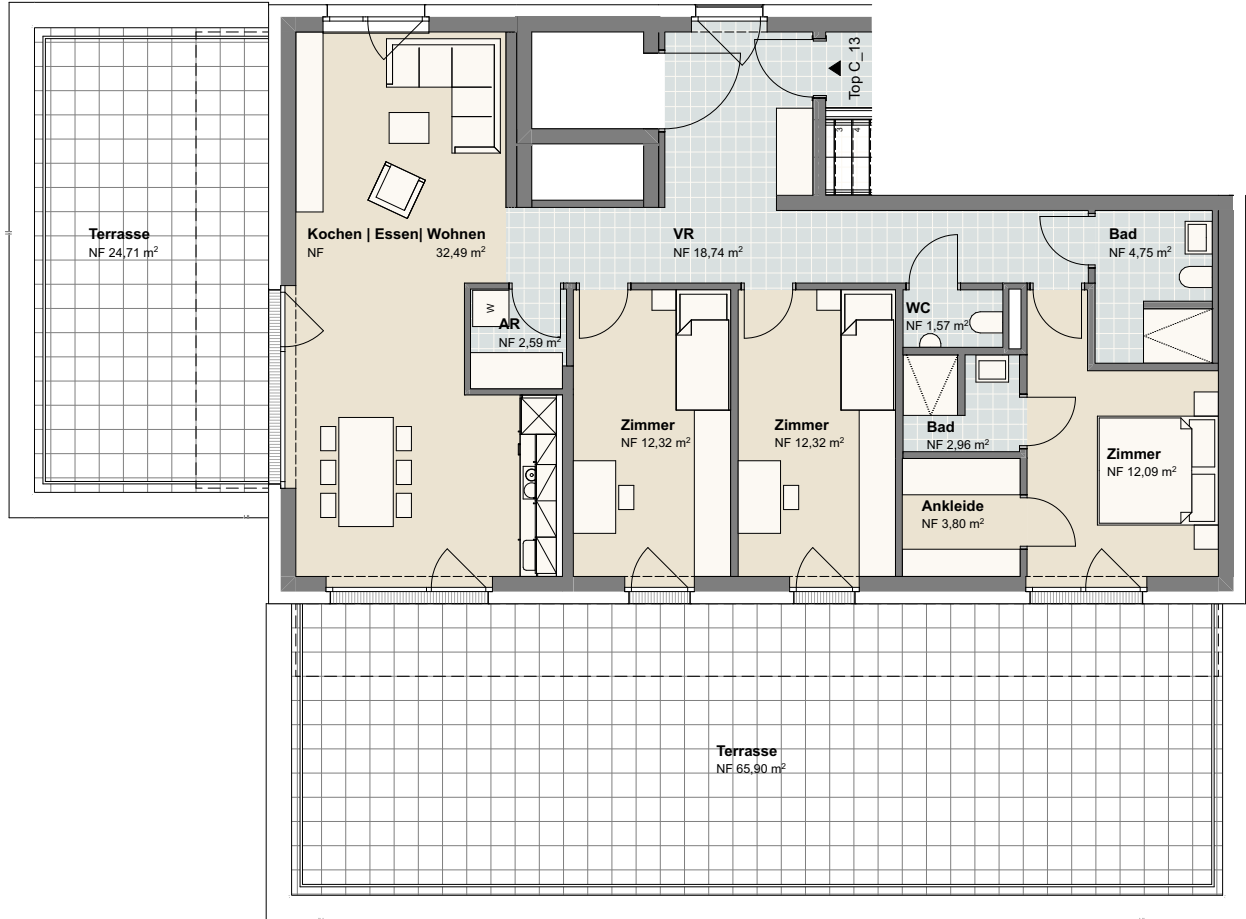 Top C_13
3
4
Terrasse
NF 24,71 m²
Kochen | Essen| Wohnen
NF 32,49 m²
VR
NF 18,74 m²
Bad
NF 4,75 m²
W
AR
NF 2,59 m²
WC
NF 1,57 m²
Zimmer
NF 12,32 m²
Zimmer
NF 12,32 m²
Bad
NF 2,96 m²
Zimmer
NF 12,09 m²
Ankleide
NF 3,80 m²
Terrasse
NF 65,90 m²